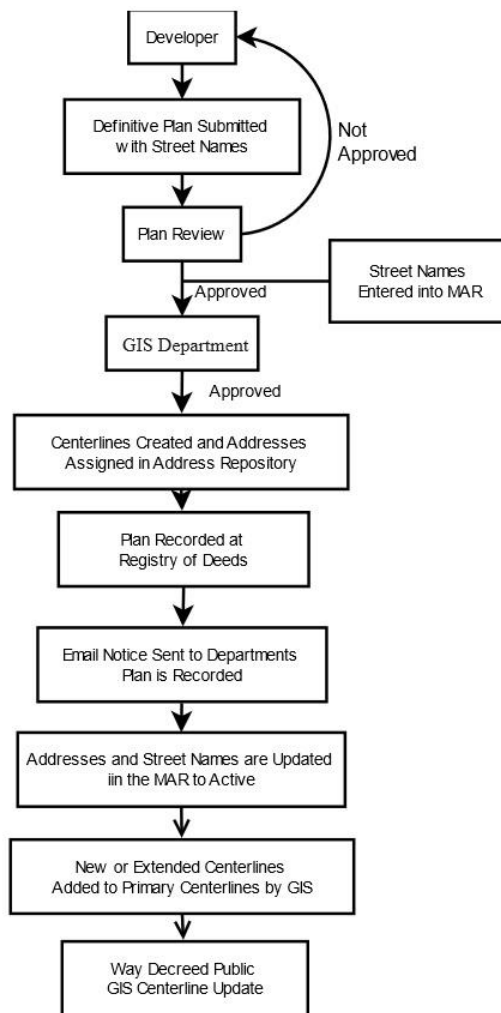 Developer
Definitive Plan Submitted
with Street Names
Not
Approved
Plan Review
Street Names
Entered into MAR
Approved
GIS Department
Approved
Centerlines Created and Addresses
Assigned in Address Repository
Plan Recorded at
Registry of Deeds
Email Notice Sent to Departments
Plan is Recorded
Addresses and Street Names are Updated
iin the MAR to Active
New or Extended Centerlines
Added to Primary Centerlines by GIS
Way Decreed Public
GIS Centerline Update